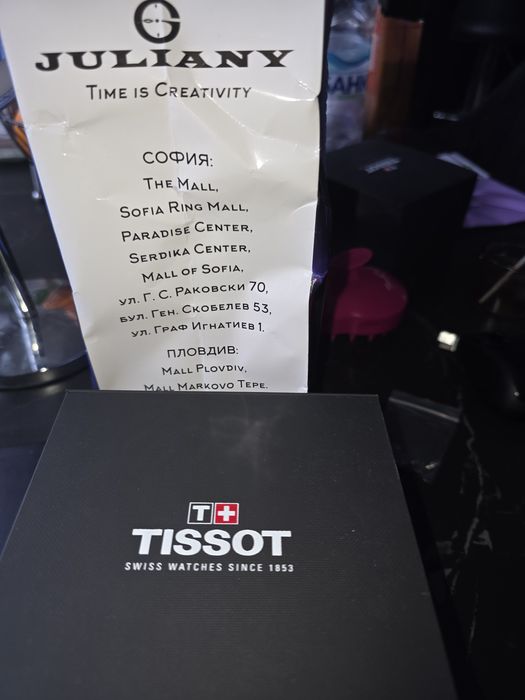 JULIANY
TIME IS CREATIVITY
СОФИЯ:
THE MALL,
SOFIA RING MALL,
PARADISE CENTER,
SERDIKA CENTER,
MALL OF SOFIA,
УЛ. Г. С. РАКОВСКИ 70,
БУЛ. ГЕН. СКОБЕЛЕВ 53,
УЛ. ГРАФ ИГНАТИЕВ 1.
ПЛОВДИВ:
MALL PLOVDIV,
MALL MARKOVO TEPE.
TISSOT
T+
TISSOT
SWISS WATCHES SINCE 1853